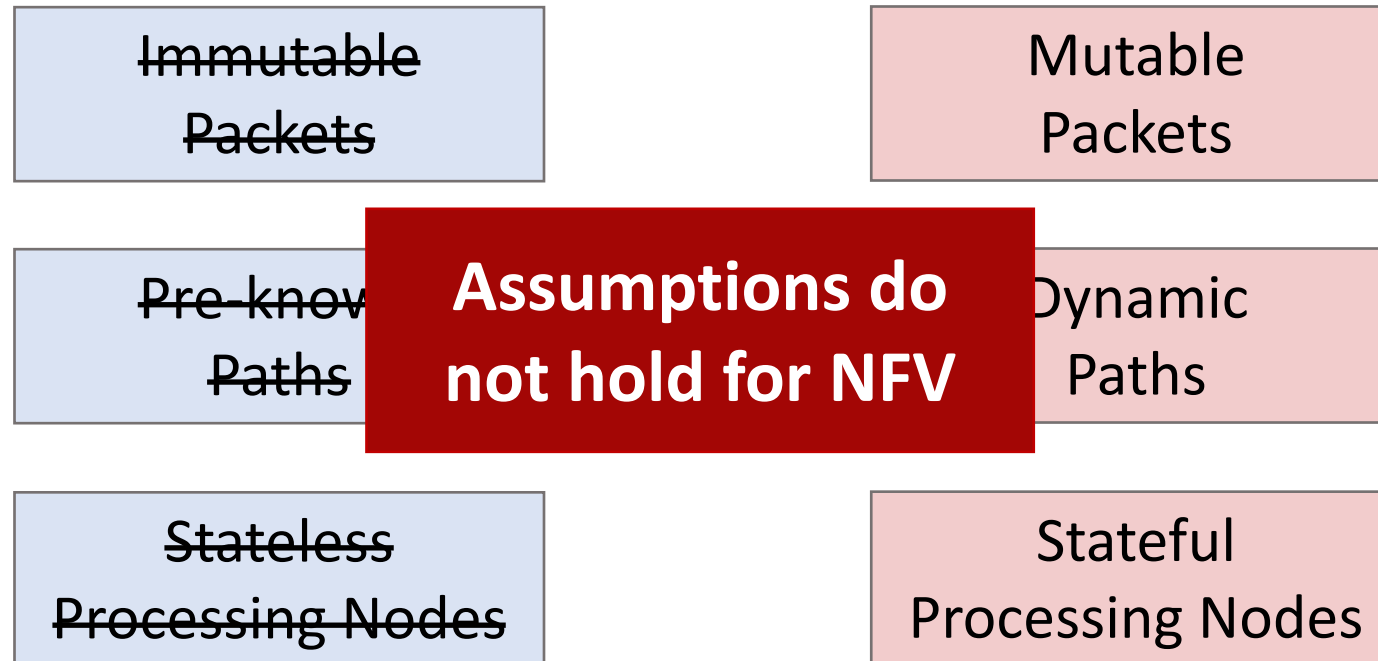 Immutable
Packets
Mutable
Packets
Pre-know
Paths
Assumptions do
not hold for NFV
Dynamic
Paths
Stateless
Processing Nodes
Stateful
Processing Nodes